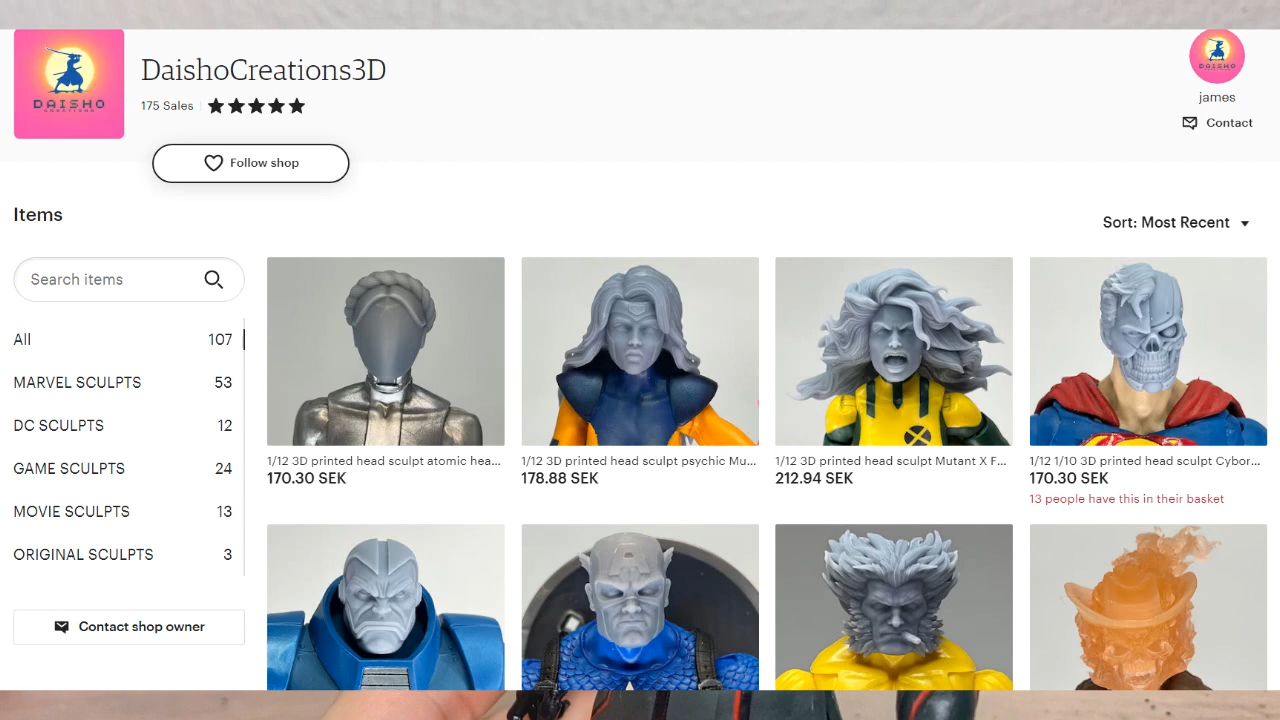 DaishoCreations3D
175 Sales
DAISHO
CREATIONS
Follow shop
DAISHO
james
Contact
Items
Sort: Most Recent
Search items
All 107
MARVEL SCULPTS 53
DC SCULPTS 12
GAME SCULPTS 24
MOVIE SCULPTS 13
ORIGINAL SCULPTS 3
Contact shop owner
1/12 3D printed head sculpt atomic hea...
170.30 SEK
1/12 3D printed head sculpt psychic Mu...
178.88 SEK
1/12 3D printed head sculpt Mutant X F...
212.94 SEK
1/12 1/10 3D printed head sculpt Cybor...
170.30 SEK
13 people have this in their basket